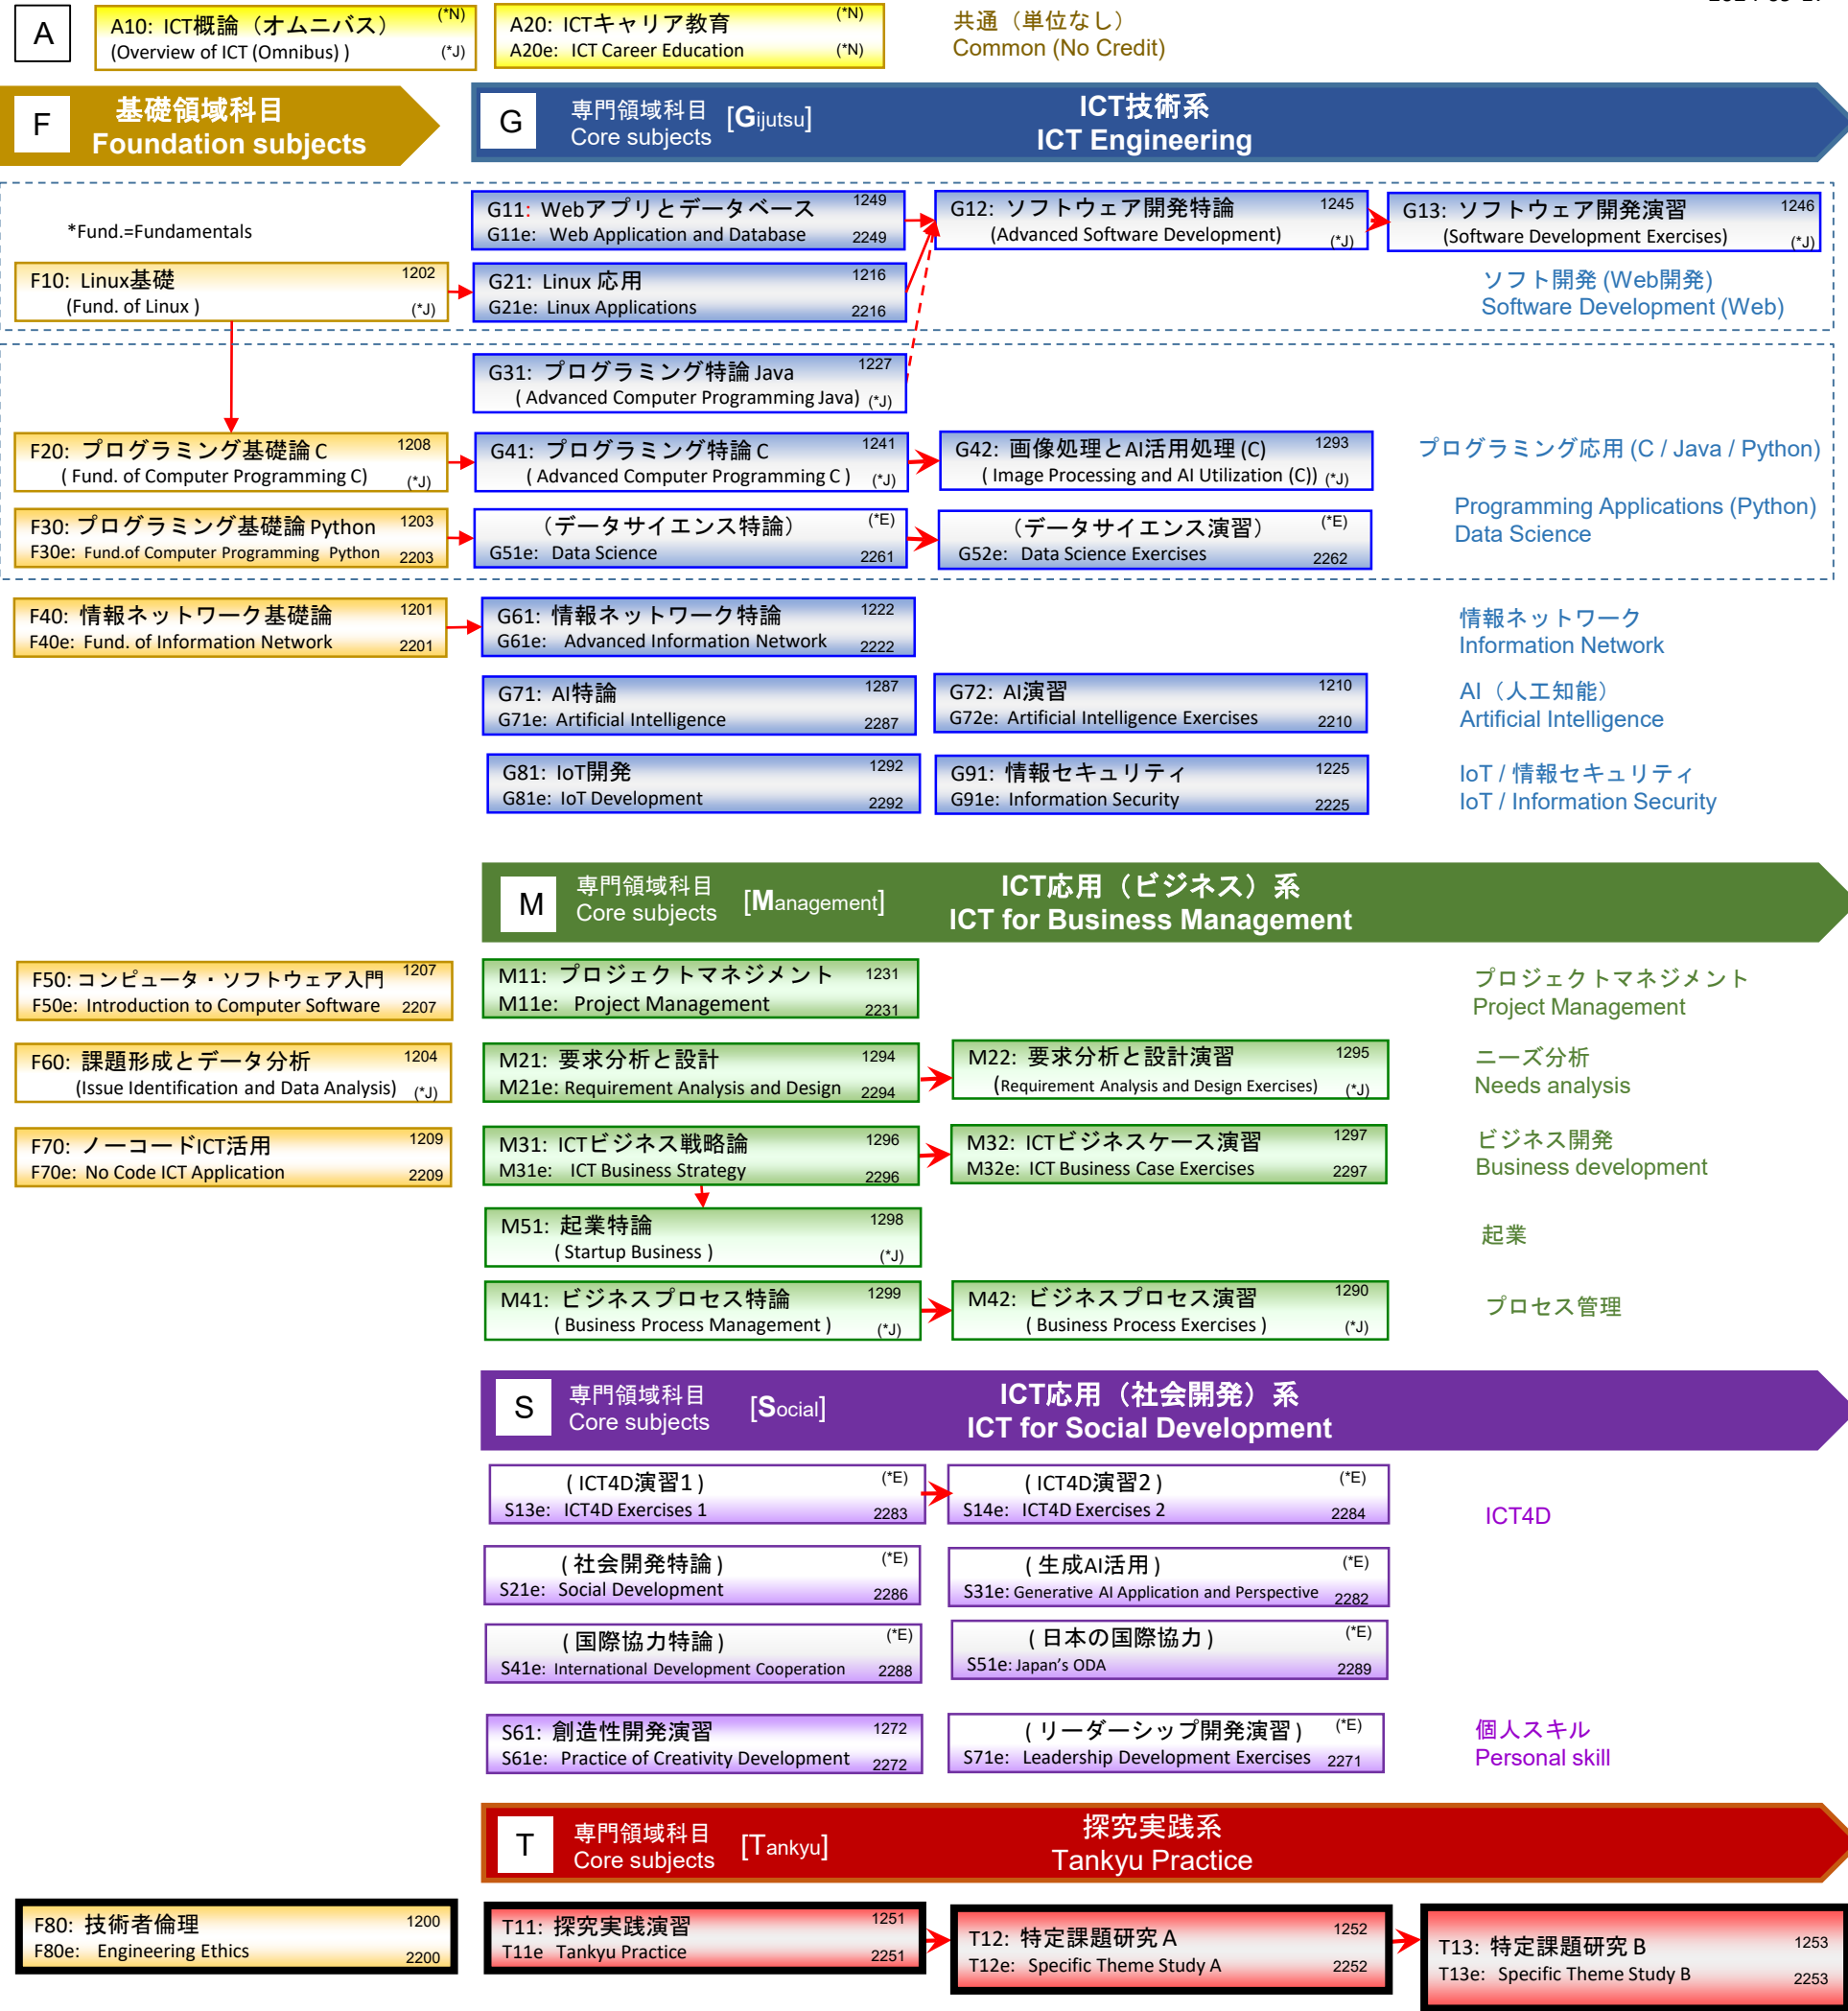 A
A10: ICT概論（オムニバス） (*N)
(Overview of ICT (Omnibus) ) (*J)
A20: ICTキャリア教育 (*N)
A20e: ICT Career Education (*N)
共通（単位なし）
Common (No Credit)
F
基礎領域科目
Foundation subjects
G
専門領域科目
Core subjects
[Gijutsu]
ICT技術系
ICT Engineering
*Fund.=Fundamentals
G11: Webアプリとデータベース 1249
G11e: Web Application and Database 2249
G12: ソフトウェア開発特論 1245
(Advanced Software Development) (*J)
G13: ソフトウェア開発演習 1246
(Software Development Exercises) (*J)
F10: Linux基礎 1202
(Fund. of Linux ) (*J)
G21: Linux 応用 1216
G21e: Linux Applications 2216
ソフト開発 (Web開発)
Software Development (Web)
G31: プログラミング特論 Java 1227
( Advanced Computer Programming Java) (*J)
F20: プログラミング基礎論 C 1208
( Fund. of Computer Programming C) (*J)
G41: プログラミング特論 C 1241
( Advanced Computer Programming C ) (*J)
G42: 画像処理とAI活用処理 (C) 1293
( Image Processing and AI Utilization (C)) (*J)
プログラミング応用 (C / Java / Python)
F30: プログラミング基礎論 Python 1203
F30e: Fund.of Computer Programming Python 2203
（データサイエンス特論） (*E)
G51e: Data Science 2261
（データサイエンス演習） (*E)
G52e: Data Science Exercises 2262
Programming Applications (Python)
Data Science
F40: 情報ネットワーク基礎論 1201
F40e: Fund. of Information Network 2201
G61: 情報ネットワーク特論 1222
G61e: Advanced Information Network 2222
情報ネットワーク
Information Network
G71: AI特論 1287
G71e: Artificial Intelligence 2287
G72: AI演習 1210
G72e: Artificial Intelligence Exercises 2210
AI（人工知能）
Artificial Intelligence
G81: IoT開発 1292
G81e: IoT Development 2292
G91: 情報セキュリティ 1225
G91e: Information Security 2225
IoT / 情報セキュリティ
IoT / Information Security
M
専門領域科目
Core subjects
[Management]
ICT応用（ビジネス）系
ICT for Business Management
F50: コンピュータ・ソフトウェア入門 1207
F50e: Introduction to Computer Software 2207
M11: プロジェクトマネジメント 1231
M11e: Project Management 2231
プロジェクトマネジメント
Project Management
F60: 課題形成とデータ分析 1204
(Issue Identification and Data Analysis) (*J)
M21: 要求分析と設計 1294
M21e: Requirement Analysis and Design 2294
M22: 要求分析と設計演習 1295
(Requirement Analysis and Design Exercises) (*J)
ニーズ分析
Needs analysis
F70: ノーコードICT活用 1209
F70e: No Code ICT Application 2209
M31: ICTビジネス戦略論 1296
M31e: ICT Business Strategy 2296
M32: ICTビジネスケース演習 1297
M32e: ICT Business Case Exercises 2297
ビジネス開発
Business development
M51: 起業特論 1298
( Startup Business ) (*J)
起業
M41: ビジネスプロセス特論 1299
( Business Process Management ) (*J)
M42: ビジネスプロセス演習 1290
( Business Process Exercises ) (*J)
プロセス管理
S
専門領域科目
Core subjects
[Social]
ICT応用（社会開発）系
ICT for Social Development
( ICT4D演習1 ) (*E)
S13e: ICT4D Exercises 1 2283
( ICT4D演習2 ) (*E)
S14e: ICT4D Exercises 2 2284
ICT4D
( 社会開発特論 ) (*E)
S21e: Social Development 2286
( 生成AI活用 ) (*E)
S31e: Generative AI Application and Perspective 2282
( 国際協力特論 ) (*E)
S41e: International Development Cooperation 2288
( 日本の国際協力 ) (*E)
S51e: Japan's ODA 2289
S61: 創造性開発演習 1272
S61e: Practice of Creativity Development 2272
( リーダーシップ開発演習 ) (*E)
S71e: Leadership Development Exercises 2271
個人スキル
Personal skill
T
専門領域科目
Core subjects
[Tankyu]
探究実践系
Tankyu Practice
F80: 技術者倫理 1200
F80e: Engineering Ethics 2200
T11: 探究実践演習 1251
T11e Tankyu Practice 2251
T12: 特定課題研究 A 1252
T12e: Specific Theme Study A 2252
T13: 特定課題研究 B 1253
T13e: Specific Theme Study B 2253